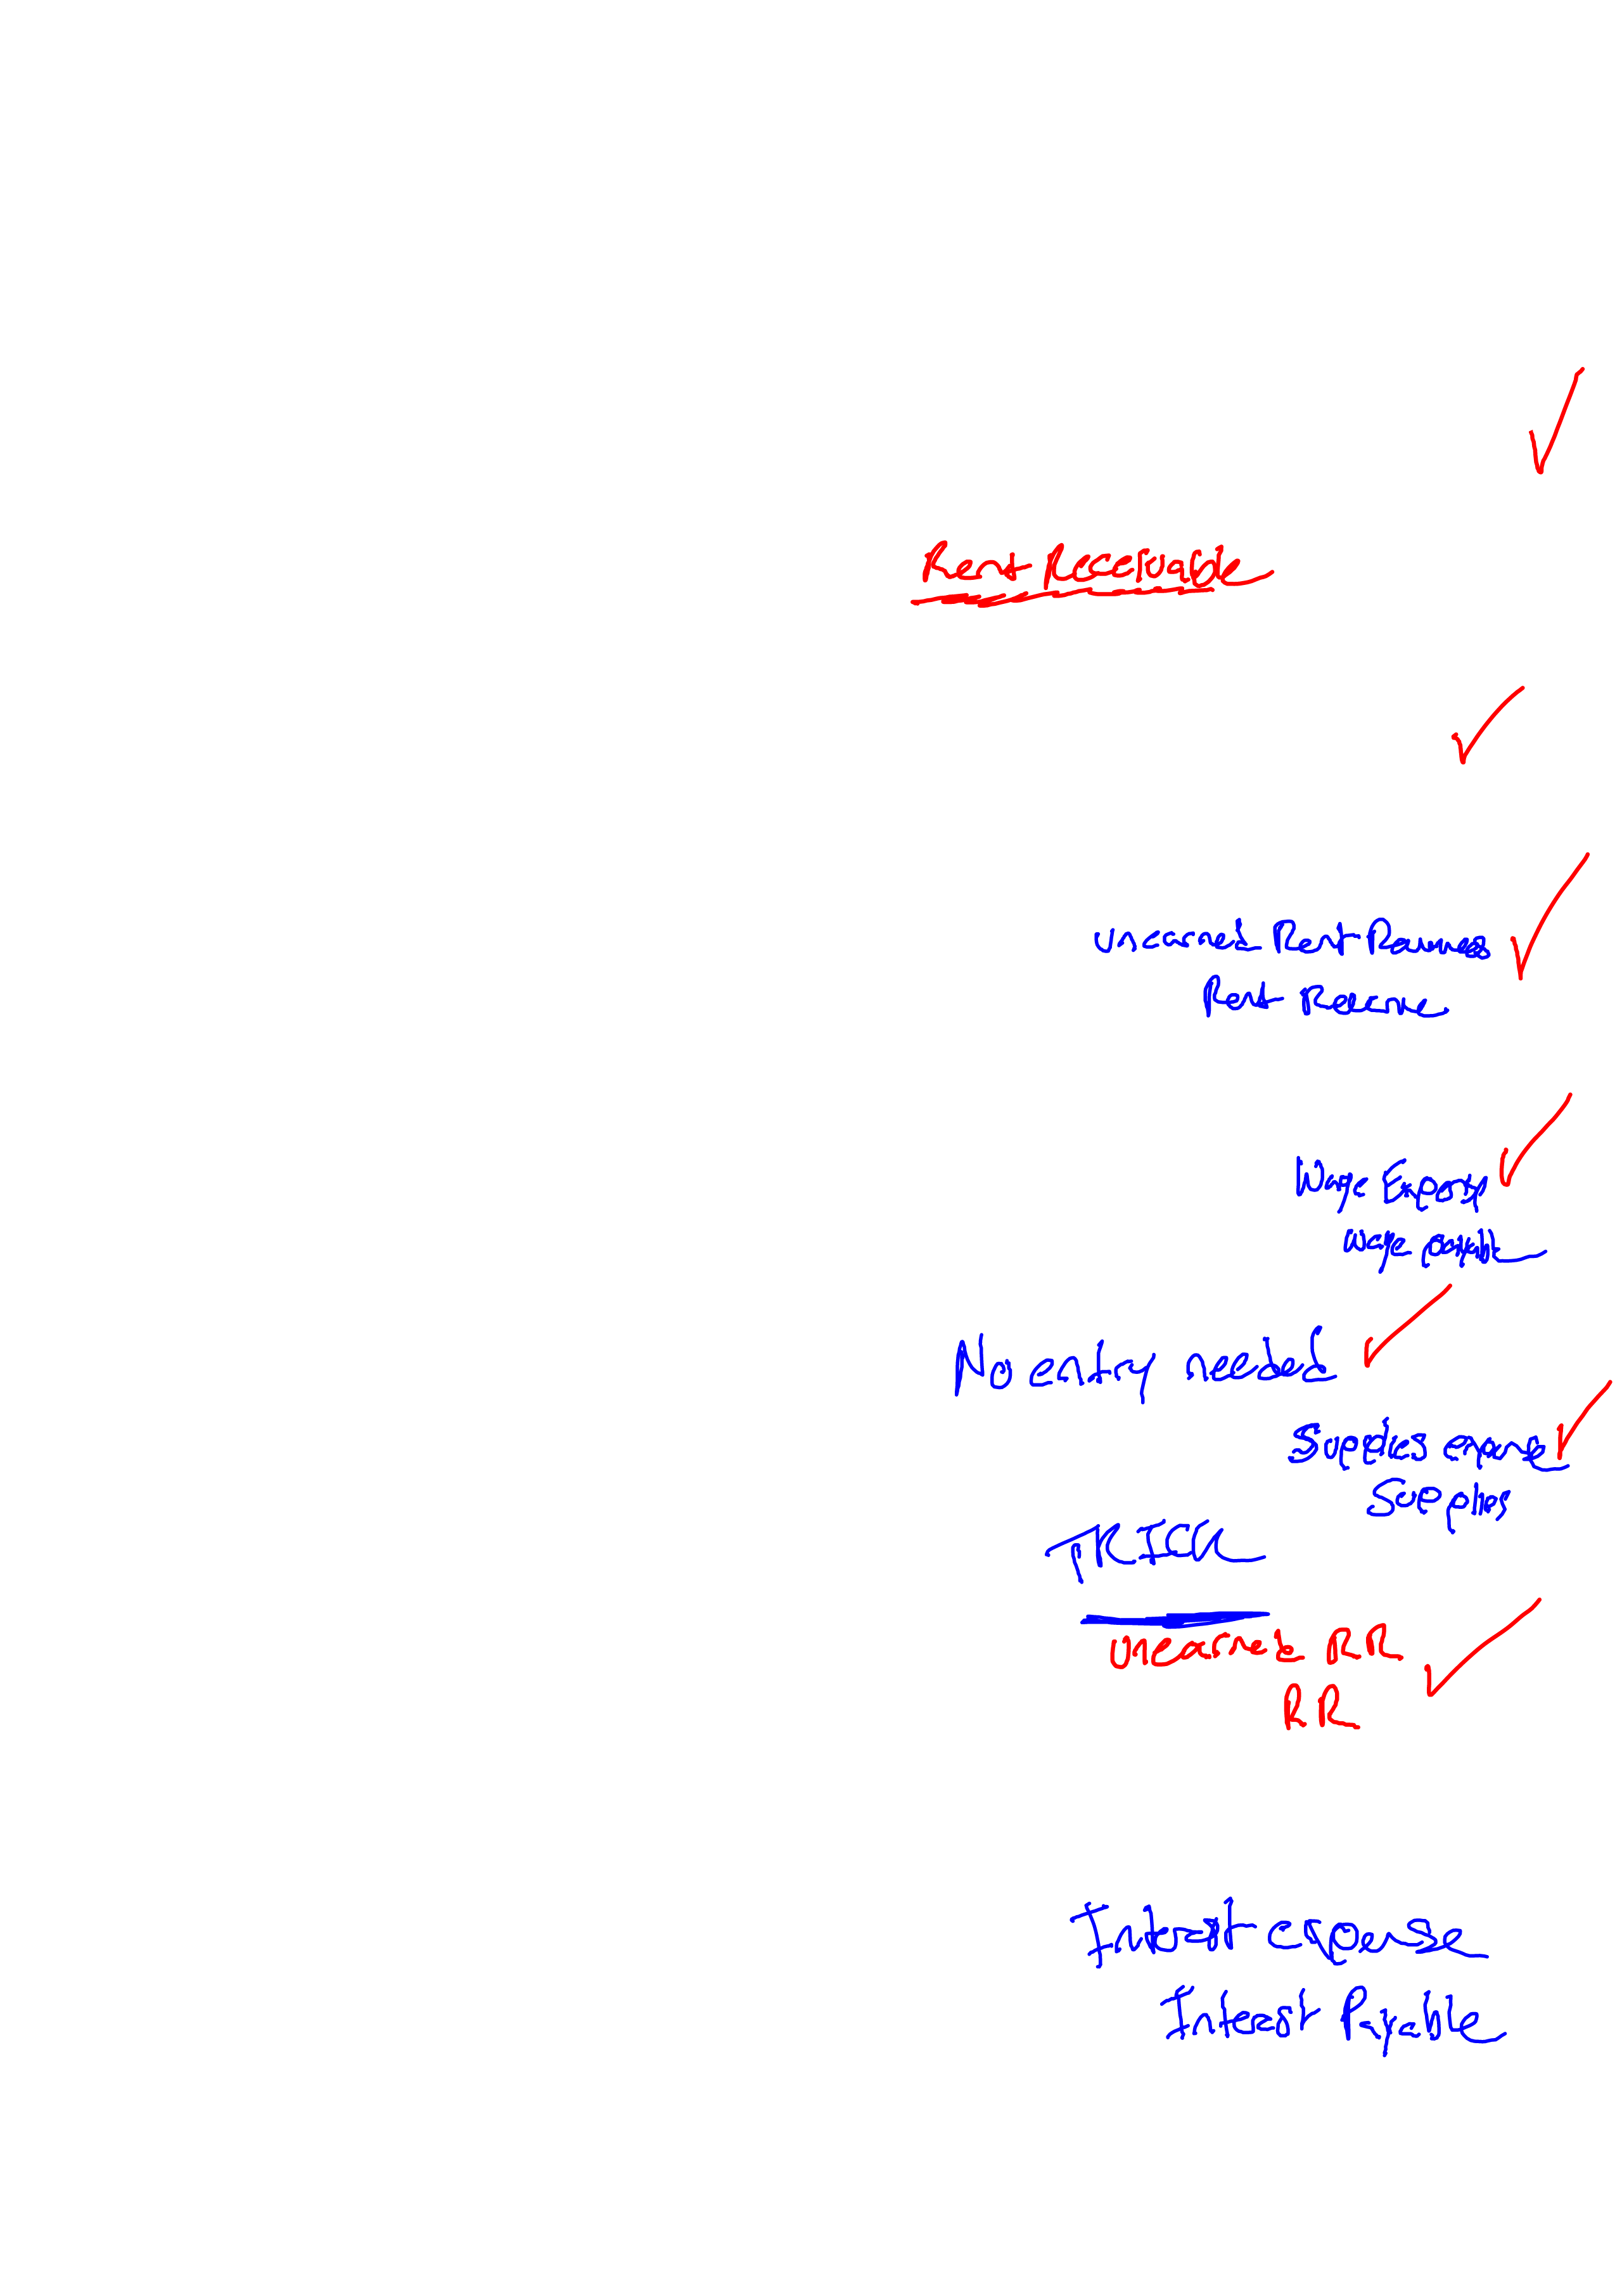 Rent Receivable
unearned Rent Revenues
Rent Revenue
Wage Expense
wage payable
No entry needed
Supplies expense
Supplies
TRICK
unearned RR
RR
Interest expense
Interest Payable